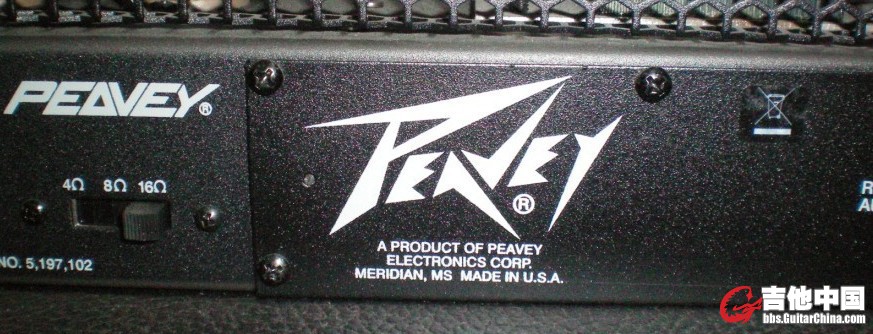 PEAVEY®
4Ω 8Ω 16Ω
NO. 5,197,102
PEAVEY
®
A PRODUCT OF PEAVEY
ELECTRONICS CORP.
MERIDIAN, MS MADE IN U.S.A.
吉他中国
bbs.GuitarChina.com